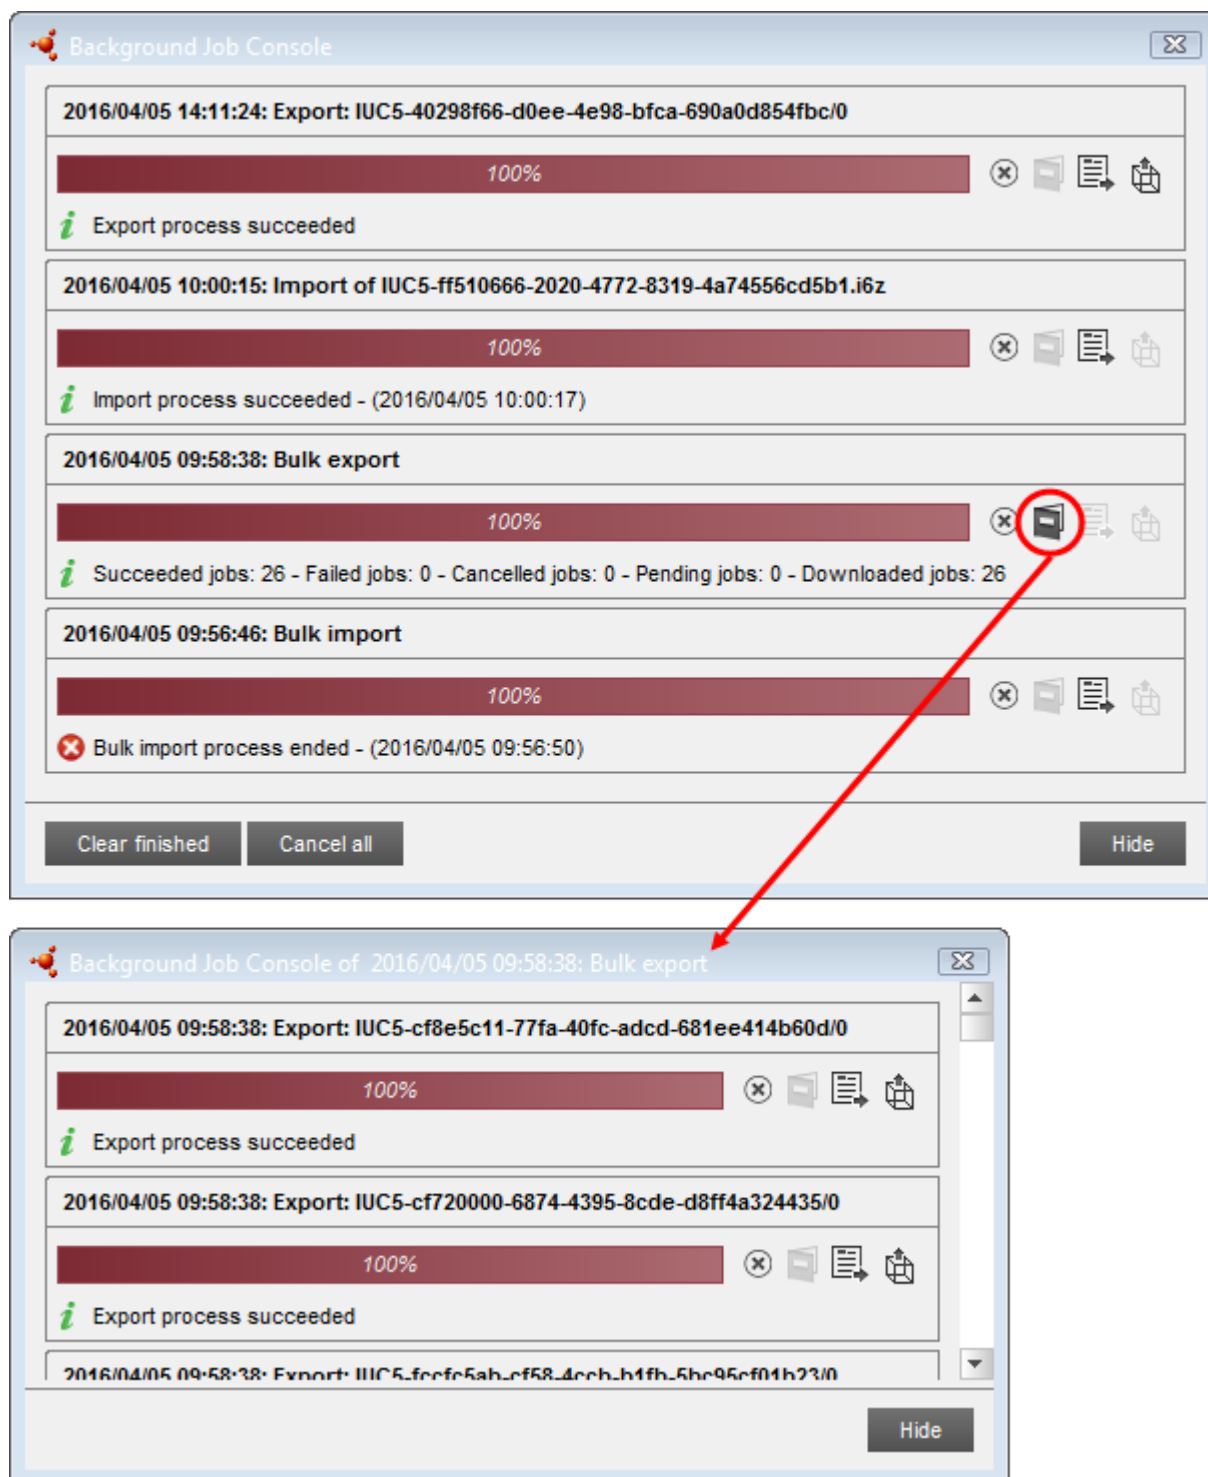 Background Job Console
2016/04/05 14:11:24: Export: IUC5-40298f66-d0ee-4e98-bfca-690a0d854fbc/0
100%
Export process succeeded
2016/04/05 10:00:15: Import of IUC5-ff510666-2020-4772-8319-4a74556cd5b1.i6z
100%
Import process succeeded - (2016/04/05 10:00:17)
2016/04/05 09:58:38: Bulk export
100%
Succeeded jobs: 26 - Failed jobs: 0 - Cancelled jobs: 0 - Pending jobs: 0 - Downloaded jobs: 26
2016/04/05 09:56:46: Bulk import
100%
Bulk import process ended - (2016/04/05 09:56:50)
Clear finished Cancel all Hide
Background Job Console of 2016/04/05 09:58:38: Bulk export
2016/04/05 09:58:38: Export: IUC5-cf8e5c11-77fa-40fc-adcd-681ee414b60d/0
100%
Export process succeeded
2016/04/05 09:58:38: Export: IUC5-cf720000-6874-4395-8cde-d8ff4a324435/0
100%
Export process succeeded
2016/04/05 09:58:38: Export:
Hide